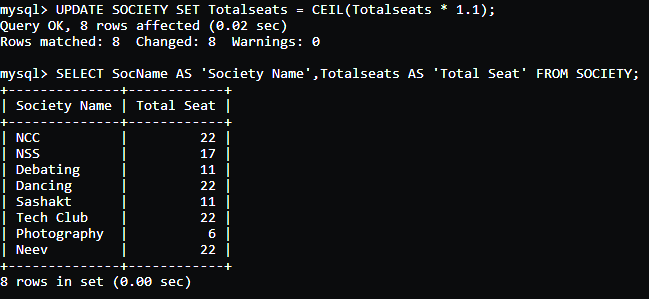 mysql> UPDATE SOCIETY SET Totalseats = CEIL(Totalseats * 1.1);
Query OK, 8 rows affected (0.02 sec)
Rows matched: 8  Changed: 8  Warnings: 0

mysql> SELECT SocName AS 'Society Name',Totalseats AS 'Total Seat' FROM SOCIETY;
+--------------+------------+
| Society Name | Total Seat |
+--------------+------------+
| NCC          |         22 |
| NSS          |         17 |
| Debating     |         11 |
| Dancing      |         22 |
| Sashakt      |         11 |
| Tech Club    |         22 |
| Photography  |          6 |
| Neev         |         22 |
+--------------+------------+
8 rows in set (0.00 sec)